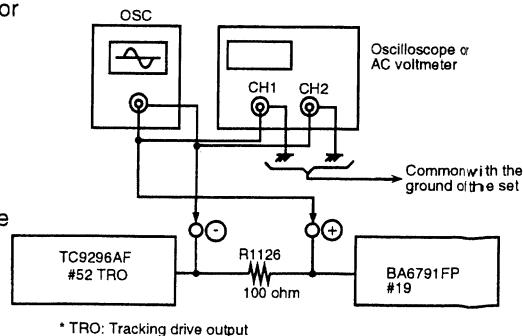 or
OSC
Oscilloscope or
AC voltmeter
CH1 CH2
Common with the
ground of the set
e
-
+
TC9296AF
#52 TRO
R1126
100 ohm
BA6791FP
#19
* TRO: Tracking drive output